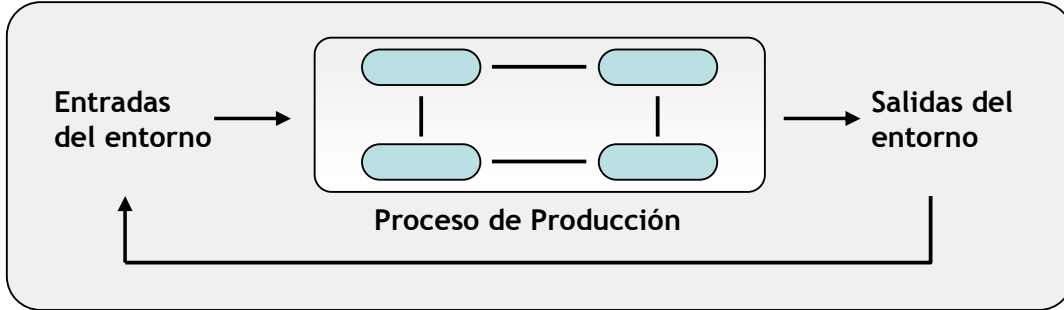 Entradas
del entorno
Salidas del
entorno
Proceso de Producción